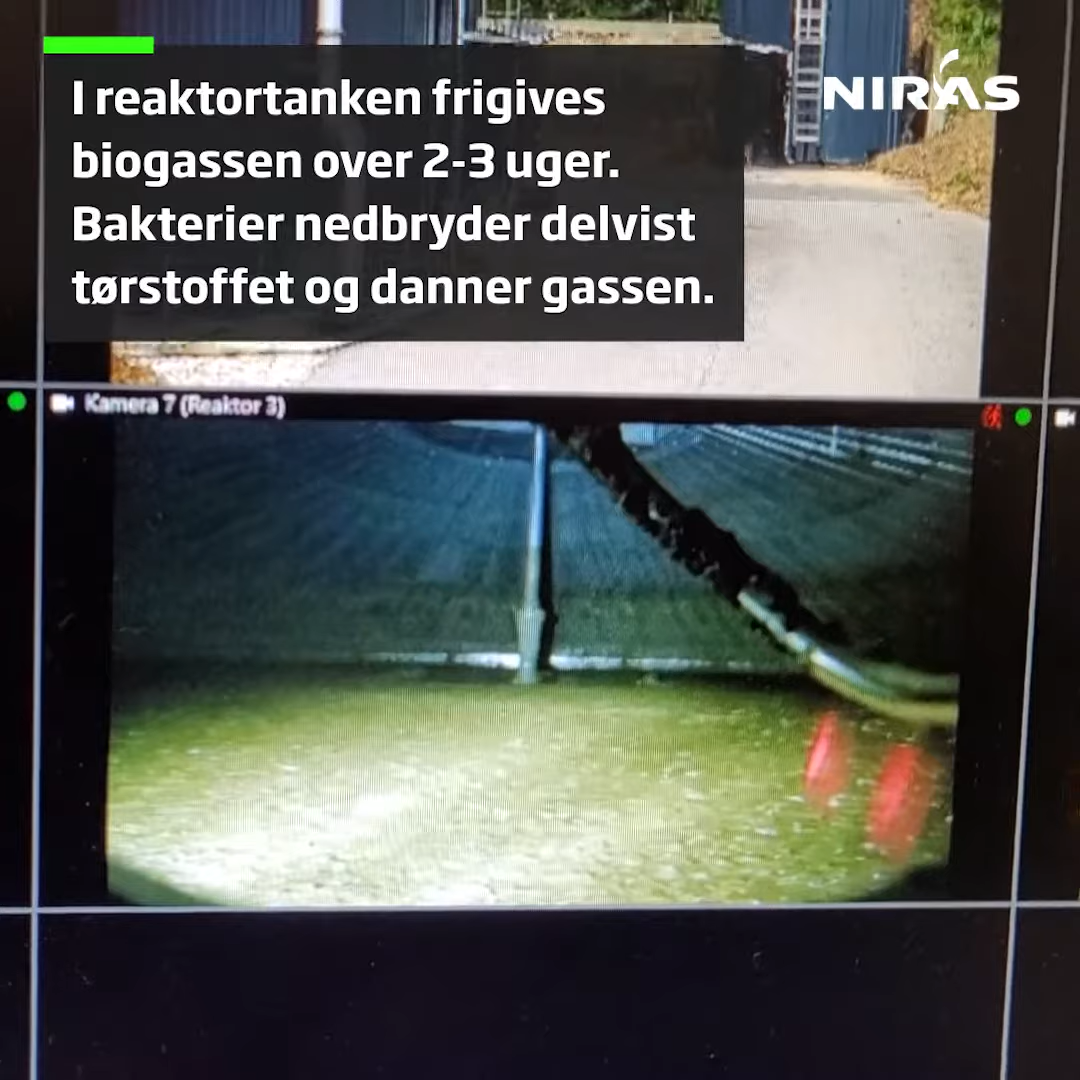 I reaktortanken frigives
biogassen over 2-3 uger.
Bakterier nedbryder delvist
tørstoffet og danner gassen.
NIRAS
Kamera 7 (Reaktor 3)